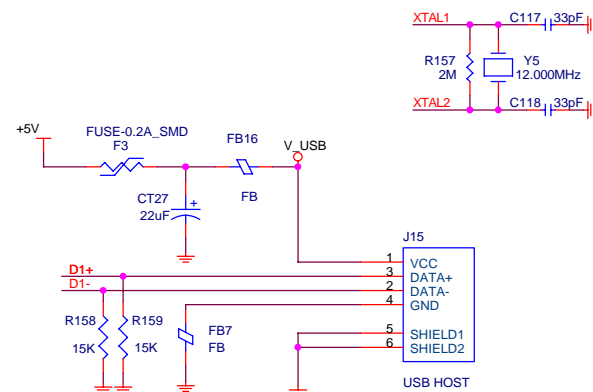 XTAL1
C117 33pF
R157
2M
Y5
12.000MHz
XTAL2
C118 33pF
+5V
FUSE-0.2A_SMD
F3
FB16
FB
V_USB
CT27
22uF
+
J15
1 VCC
3 DATA+
2 DATA-
4 GND
5 SHIELD1
6 SHIELD2
USB HOST
D1+
D1-
R158
15K
R159
15K
FB7
FB